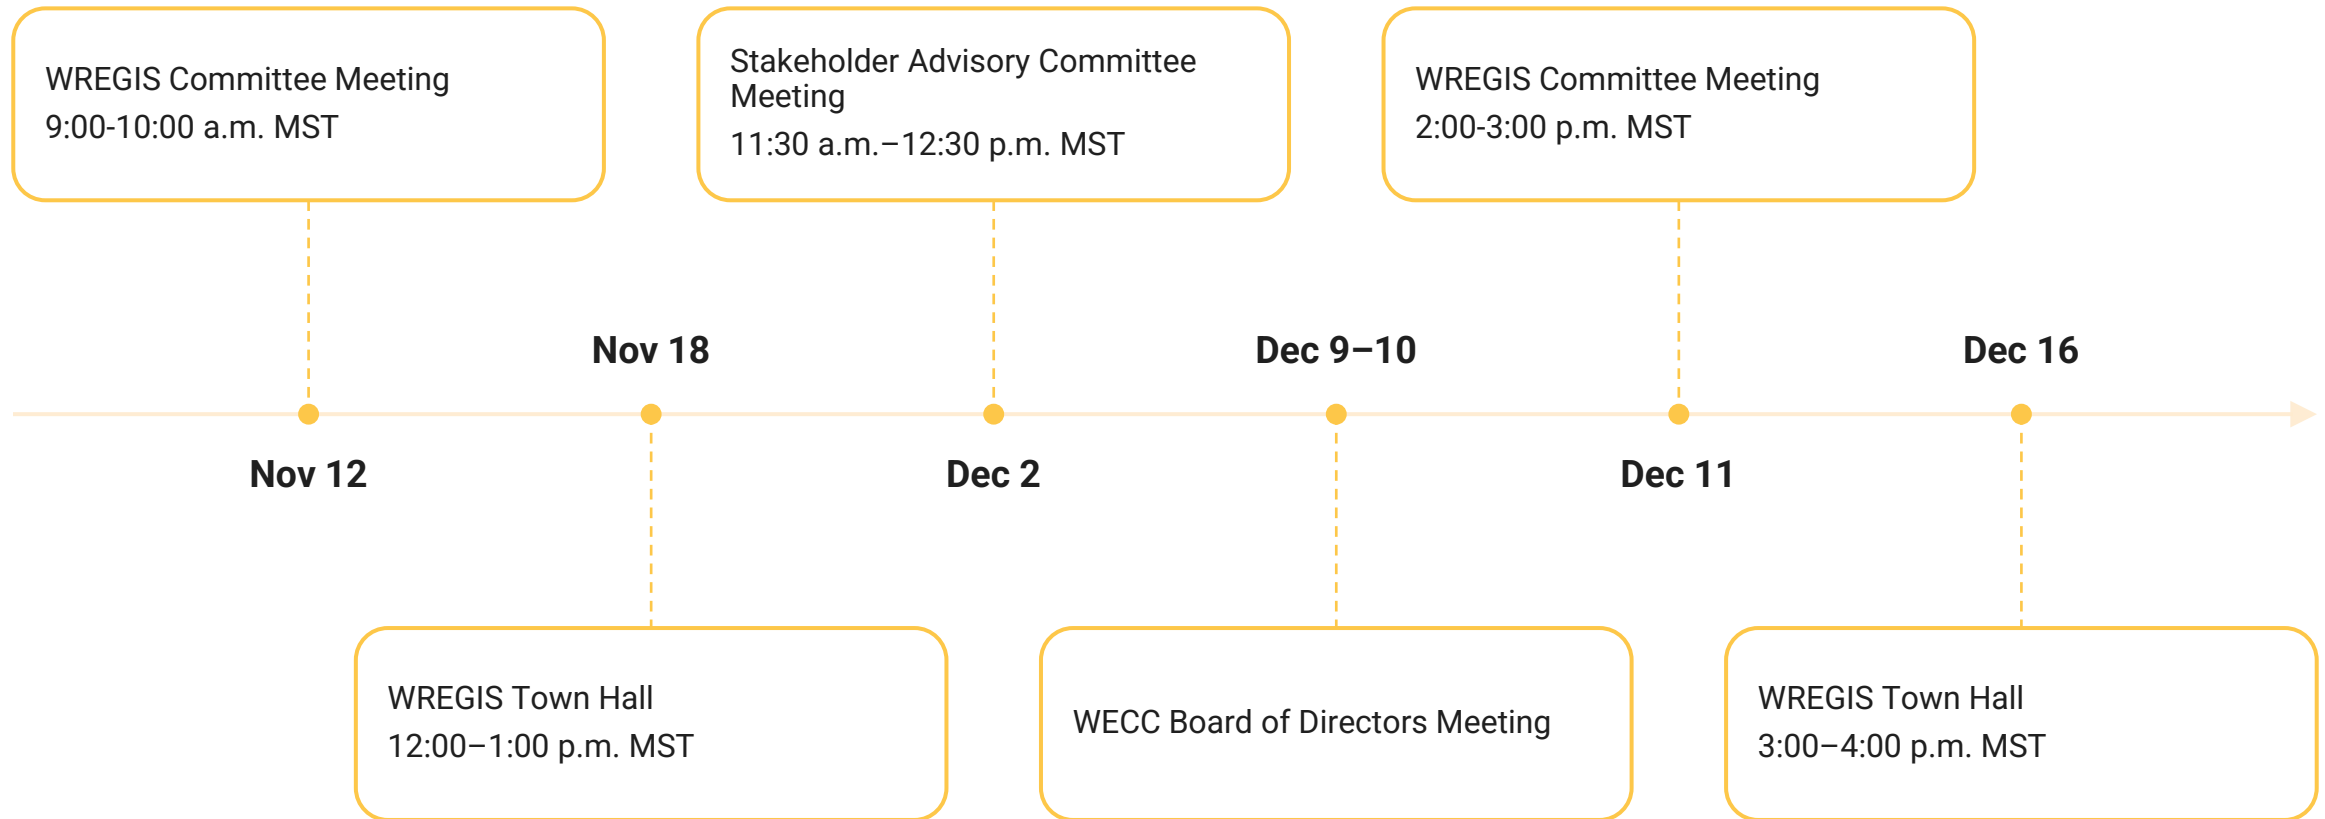 WREGIS Committee Meeting
9:00-10:00 a.m. MST
Stakeholder Advisory Committee
Meeting
11:30 a.m.–12:30 p.m. MST
WREGIS Committee Meeting
2:00-3:00 p.m. MST
Nov 18
Dec 9–10
Dec 16
Nov 12
Dec 2
Dec 11
WREGIS Town Hall
12:00–1:00 p.m. MST
WECC Board of Directors Meeting
WREGIS Town Hall
3:00–4:00 p.m. MST